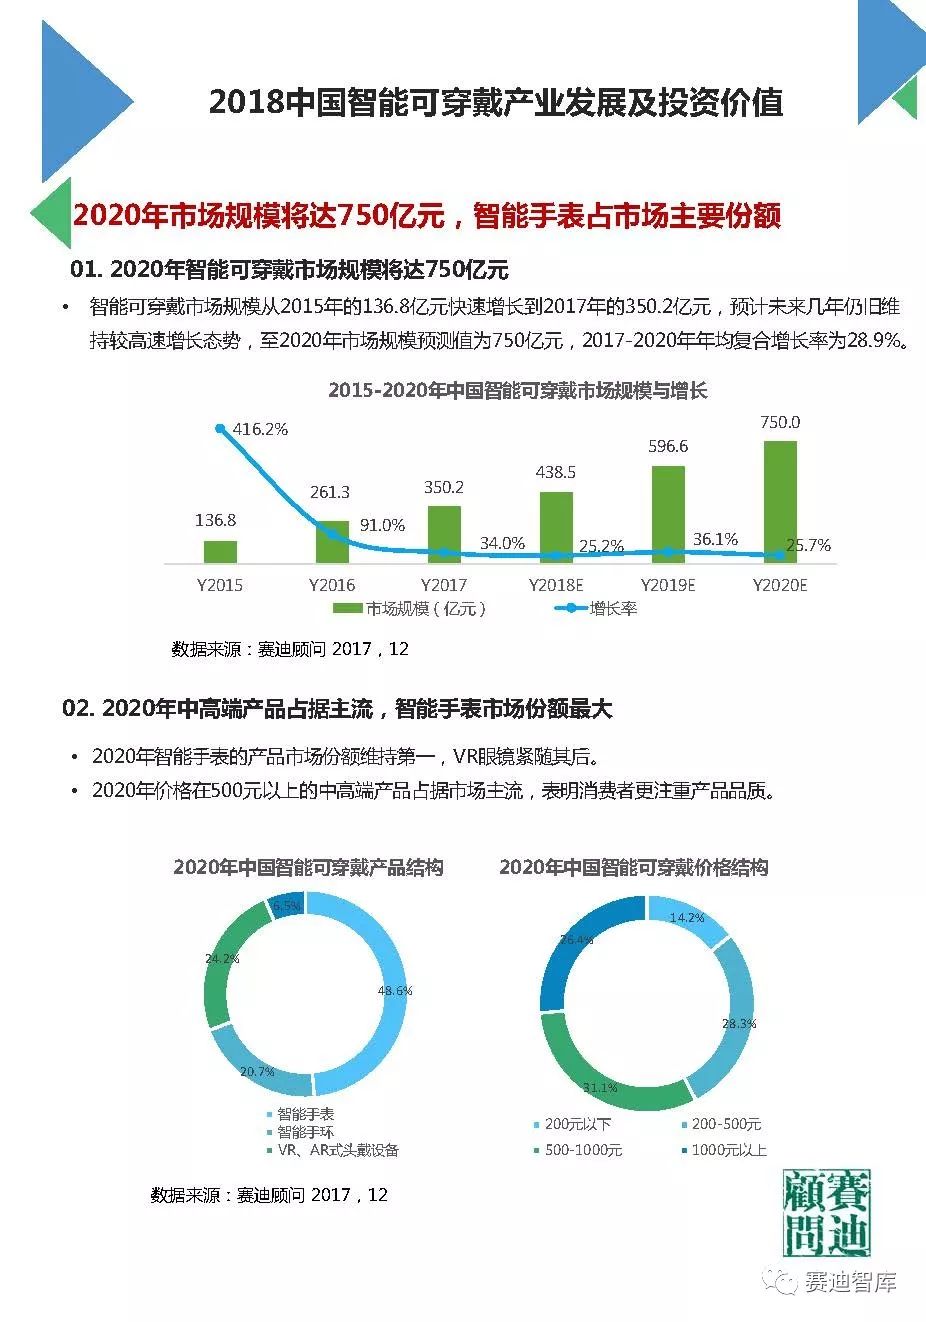 2018中国智能可穿戴产业发展及投资价值
2020年市场规模将达750亿元，智能手表占市场主要份额
01. 2020年智能可穿戴市场规模将达750亿元
• 智能可穿戴市场规模从2015年的136.8亿元快速增长到2017年的350.2亿元，预计未来几年仍旧维
持较高速增长态势，至2020年市场规模预测值为750亿元，2017-2020年年均复合增长率为28.9%。
2015-2020年中国智能可穿戴市场规模与增长
416.2%
136.8
261.3
91.0%
350.2
34.0%
438.5
25.2%
596.6
36.1%
750.0
25.7%
Y2015 Y2016 Y2017 Y2018E Y2019E Y2020E
市场规模（亿元） 增长率
数据来源：赛迪顾问 2017，12
02. 2020年中高端产品占据主流，智能手表市场份额最大
• 2020年智能手表的产品市场份额维持第一，VR眼镜紧随其后。
• 2020年价格在500元以上的中高端产品占据市场主流，表明消费者更注重产品品质。
2020年中国智能可穿戴产品结构
6.5%
24.2%
48.6%
20.7%
智能手表
智能手环
VR、AR式头戴设备
2020年中国智能可穿戴价格结构
14.2%
26.4%
28.3%
31.1%
200元以下 200-500元
500-1000元 1000元以上
数据来源：赛迪顾问 2017，12
賽迪顧問
赛迪智库